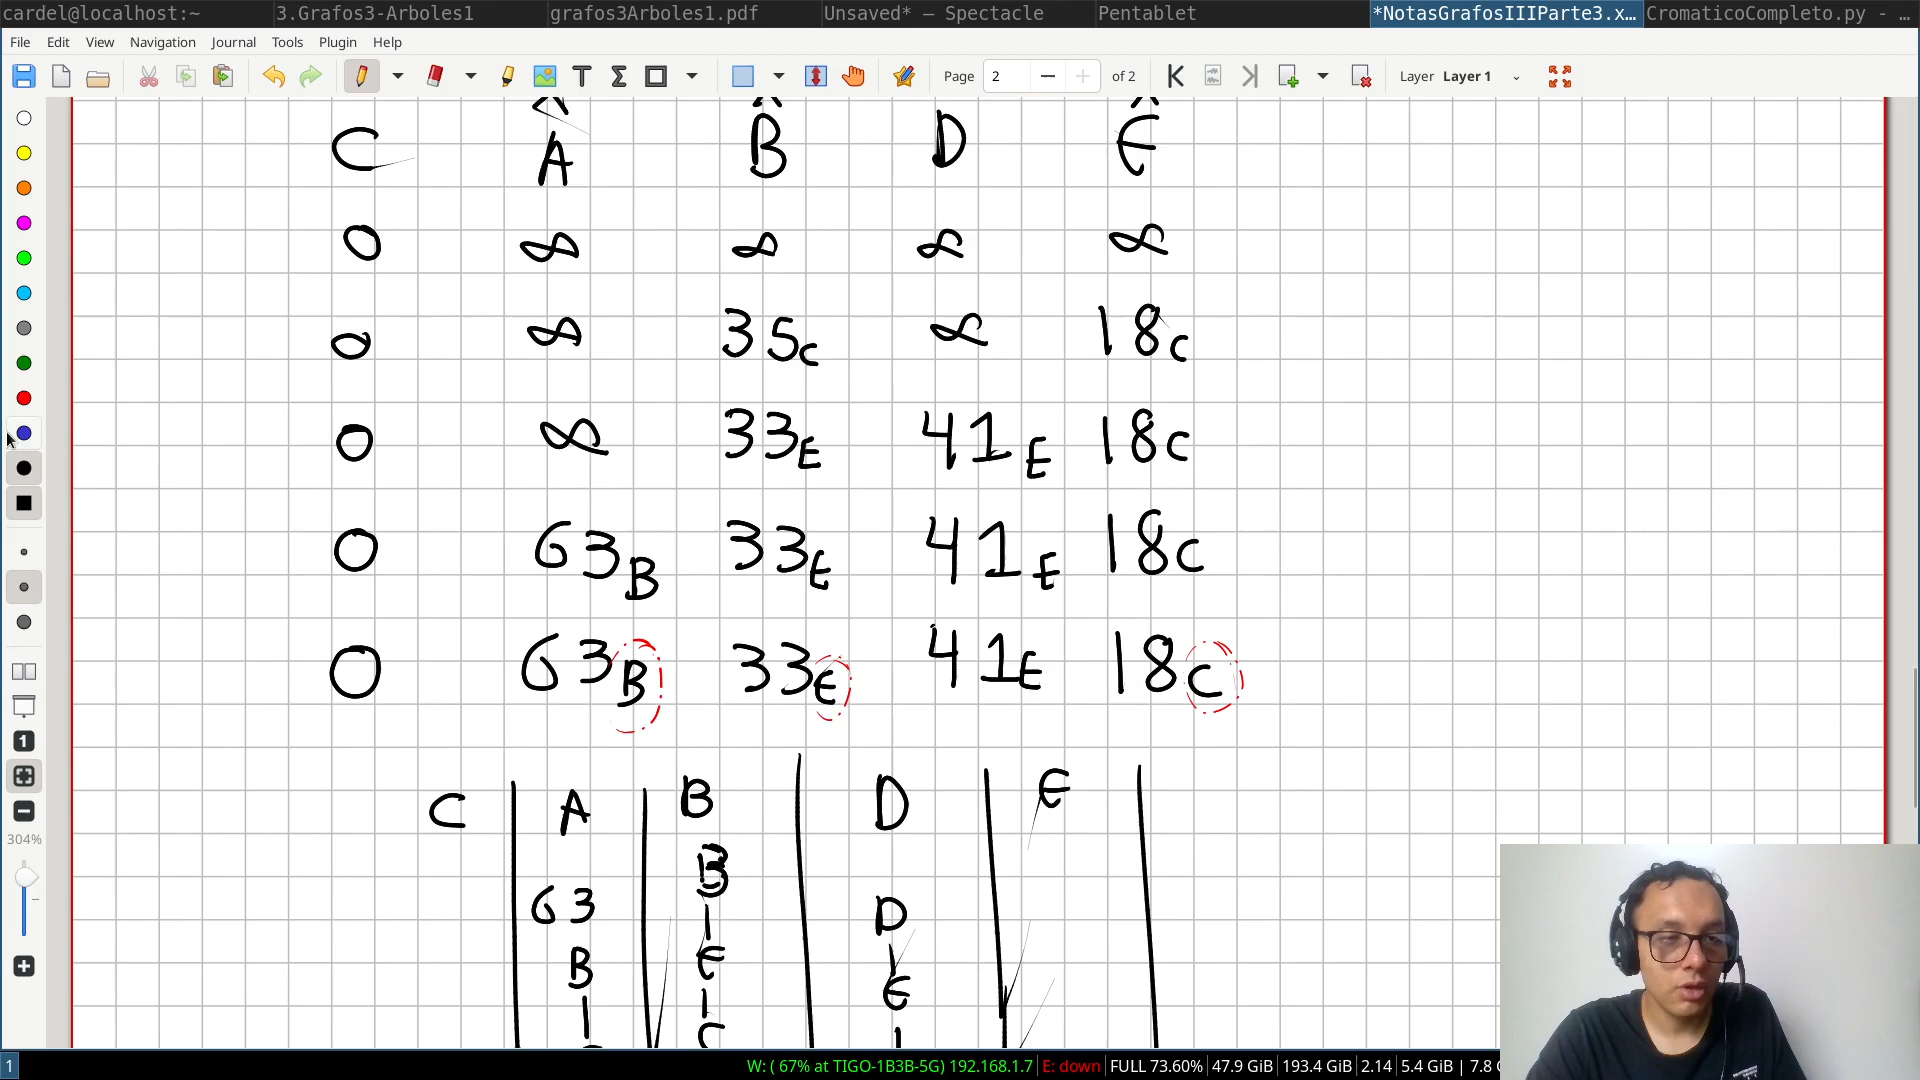 cardel@localhost:~ 3.Grafos3-Arboles1 grafos3Arboles1.pdf Unsaved* — Spectacle Pentablet *NotasGrafosIIIParte3.x… CromaticoCompleto.py - …
File Edit View Navigation Journal Tools Plugin Help
Page 2 of 2 Layer Layer 1
C A B D E
0 ∞ ∞ ∞ ∞
0 ∞ 35C ∞ 18C
0 ∞ 33E 41E 18C
0 63B 33E 41E 18C
0 63B 33E 41E 18C
1
304%
C A B D E
63 B D
B E E
C
1 W: ( 67% at TIGO-1B3B-5G) 192.168.1.7 E: down FULL 73.60% 47.9 GiB 193.4 GiB 2.14 5.4 GiB | 7.8